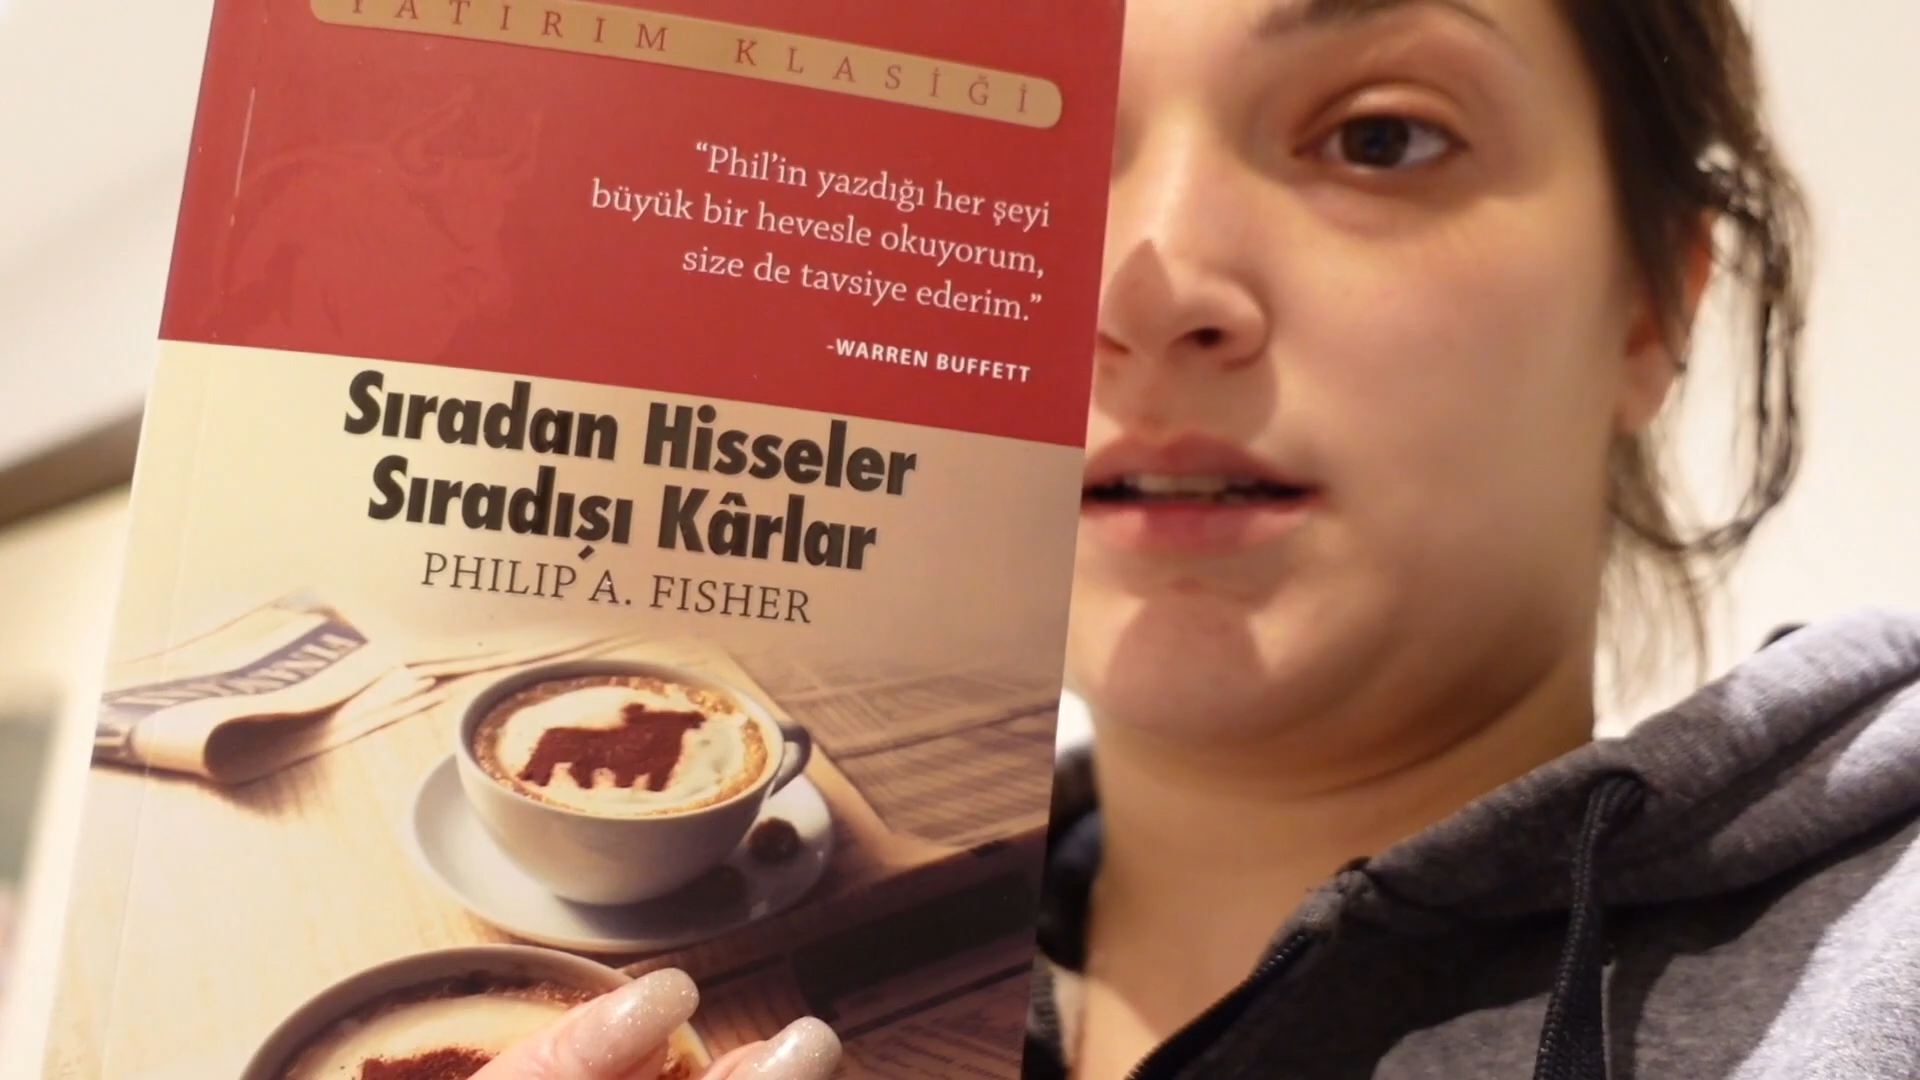 YATIRIM KLASİĞİ
“Phil’in yazdığı her şeyi
büyük bir hevesle okuyorum,
size de tavsiye ederim.”
-WARREN BUFFETT
Sıradan Hisseler
Sıradışı Kârlar
PHILIP A. FISHER